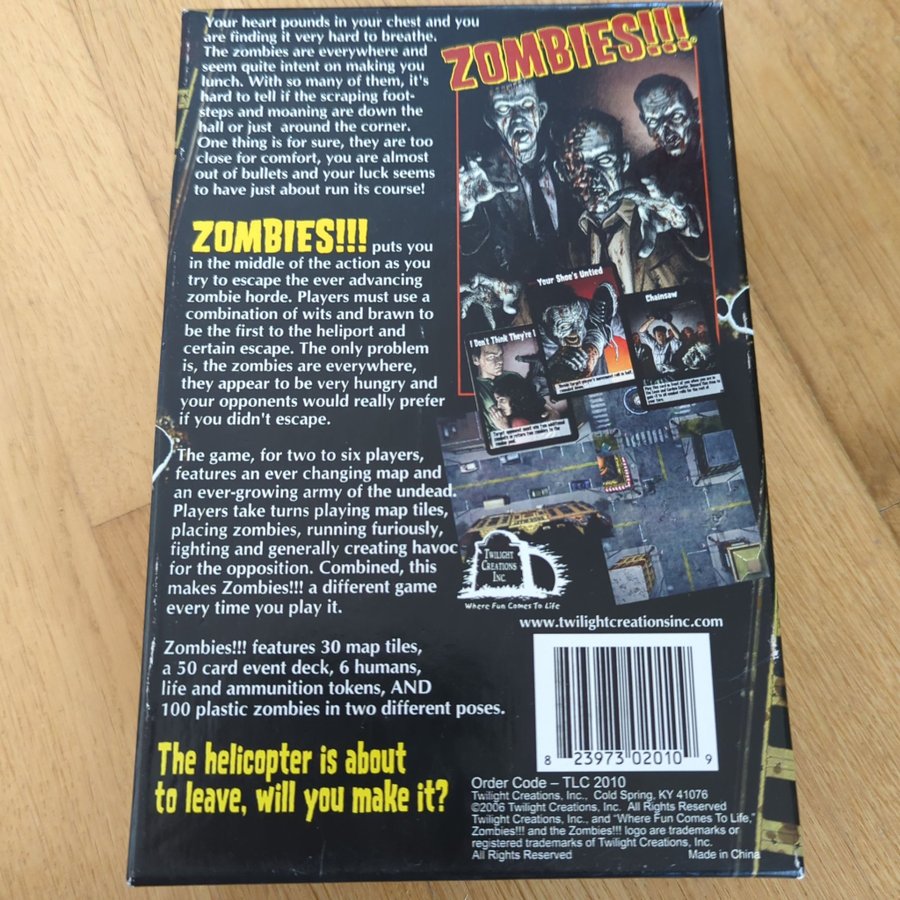 Your heart pounds in your chest and you
are finding it very hard to breathe.
The zombies are everywhere and
seem quite intent on making you
lunch. With so many of them, it's
hard to tell if the scraping foot-
steps and moaning are down the
hall or just around the corner.
One thing is for sure, they are too
close for comfort, you are almost
out of bullets and your luck seems
to have just about run its course!
ZOMBIES!!! puts you
in the middle of the action as you
try to escape the ever advancing
zombie horde. Players must use a
combination of wits and brawn to
be the first to the heliport and
certain escape. The only problem
is, the zombies are everywhere,
they appear to be very hungry and
your opponents would really prefer
if you didn't escape.
The game, for two to six players,
features an ever changing map and
an ever-growing army of the undead.
Players take turns playing map tiles,
placing zombies, running furiously,
fighting and generally creating havoc
for the opposition. Combined, this
makes Zombies!!! a different game
every time you play it.
Zombies!!! features 30 map tiles,
a 50 card event deck, 6 humans,
life and ammunition tokens, AND
100 plastic zombies in two different poses.
The helicopter is about
to leave, will you make it?
ZOMBIES!!!®
I Don't Think They're
Your Shoe's Untied
Chainsaw
TWILIGHT
CREATIONS
INC.
Where Fun Comes To Life
www.twilightcreationsinc.com
8 23973 02010 9
Order Code – TLC 2010
Twilight Creations, Inc., Cold Spring, KY 41076
©2006 Twilight Creations, Inc. All Rights Reserved
Twilight Creations, Inc., and "Where Fun Comes To Life,"
Zombies!!! and the Zombies!!! logo are trademarks or
registered trademarks of Twilight Creations, Inc.
All Rights Reserved Made in China